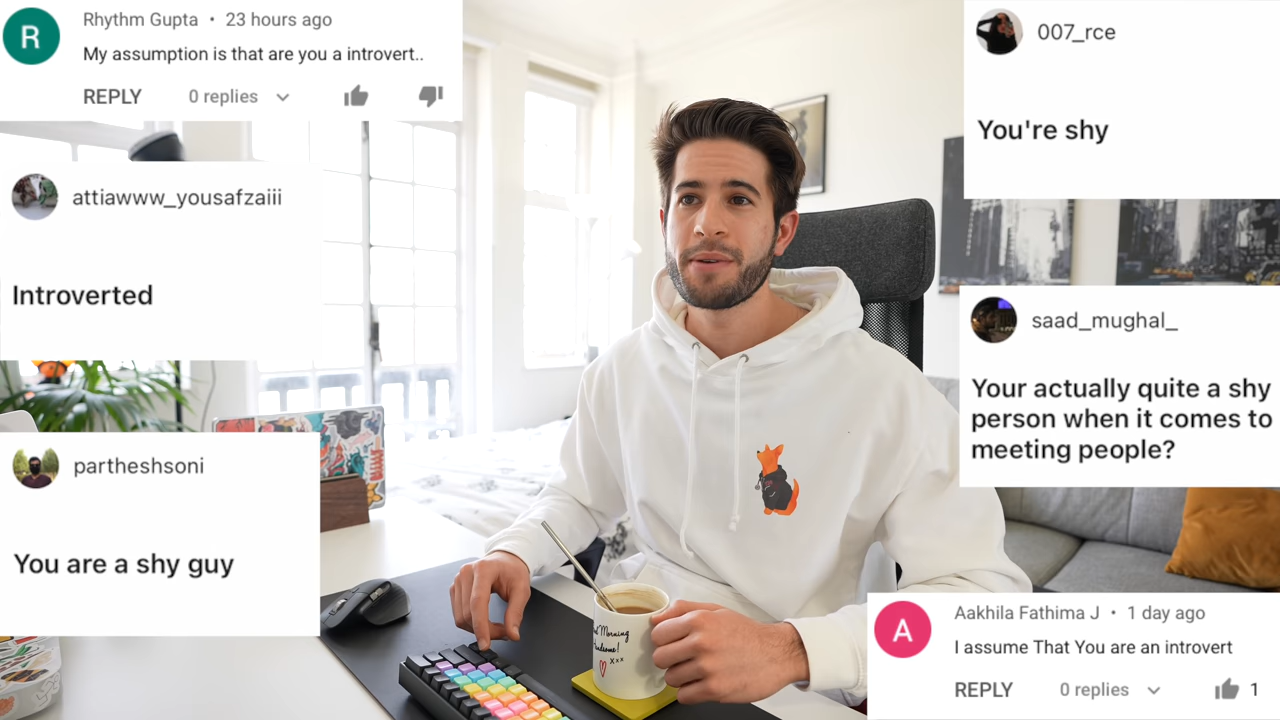 Rhythm Gupta • 23 hours ago
My assumption is that are you a introvert..
REPLY 0 replies
attiawww_yousafzaiii
Introverted
partheshsoni
You are a shy guy
007_rce
You're shy
saad_mughal_
Your actually quite a shy
person when it comes to
meeting people?
Aakhila Fathima J • 1 day ago
I assume That You are an introvert
REPLY 0 replies 1
R
A
Morning
xxx